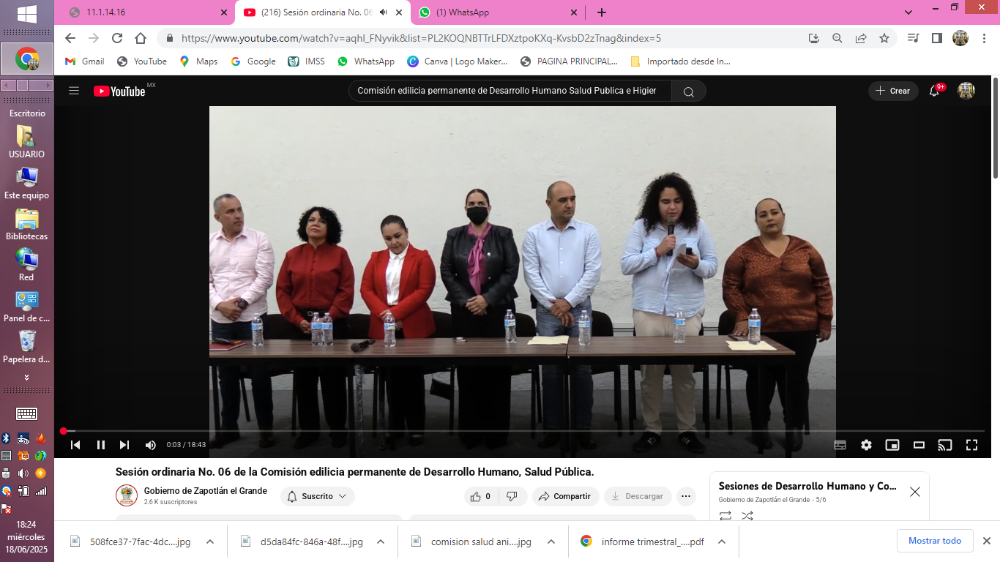 11.1.14.16
(216) Sesión ordinaria No. 06
(1) WhatsApp
https://www.youtube.com/watch?v=aqhI_FNyvik&list=PL2KOQNBTTrLFDXztpoKXq-KvsbD2zTnag&index=5
Gmail
YouTube
Maps
Google
IMSS
WhatsApp
Canva | Logo Maker...
PAGINA PRINCIPAL...
Importado desde In...
YouTube MX
Comisión edilicia permanente de Desarrollo Humano Salud Publica e Higier
Crear
9+
Escritorio
USUARIO
Este equipo
Bibliotecas
Red
Panel de c...
Papelera d...
0:03 / 18:43
Sesión ordinaria No. 06 de la Comisión edilicia permanente de Desarrollo Humano, Salud Pública.
Gobierno de Zapotlán el Grande
2.6 K suscriptores
Suscrito
0
Compartir
Descargar
Sesiones de Desarrollo Humano y Co...
Gobierno de Zapotlán el Grande - 5/6
18:24
miércoles
18/06/2025
508fce37-7fac-4dc....jpg
d5da84fc-846a-48f....jpg
comision salud ani....jpg
informe trimestral_....pdf
Mostrar todo